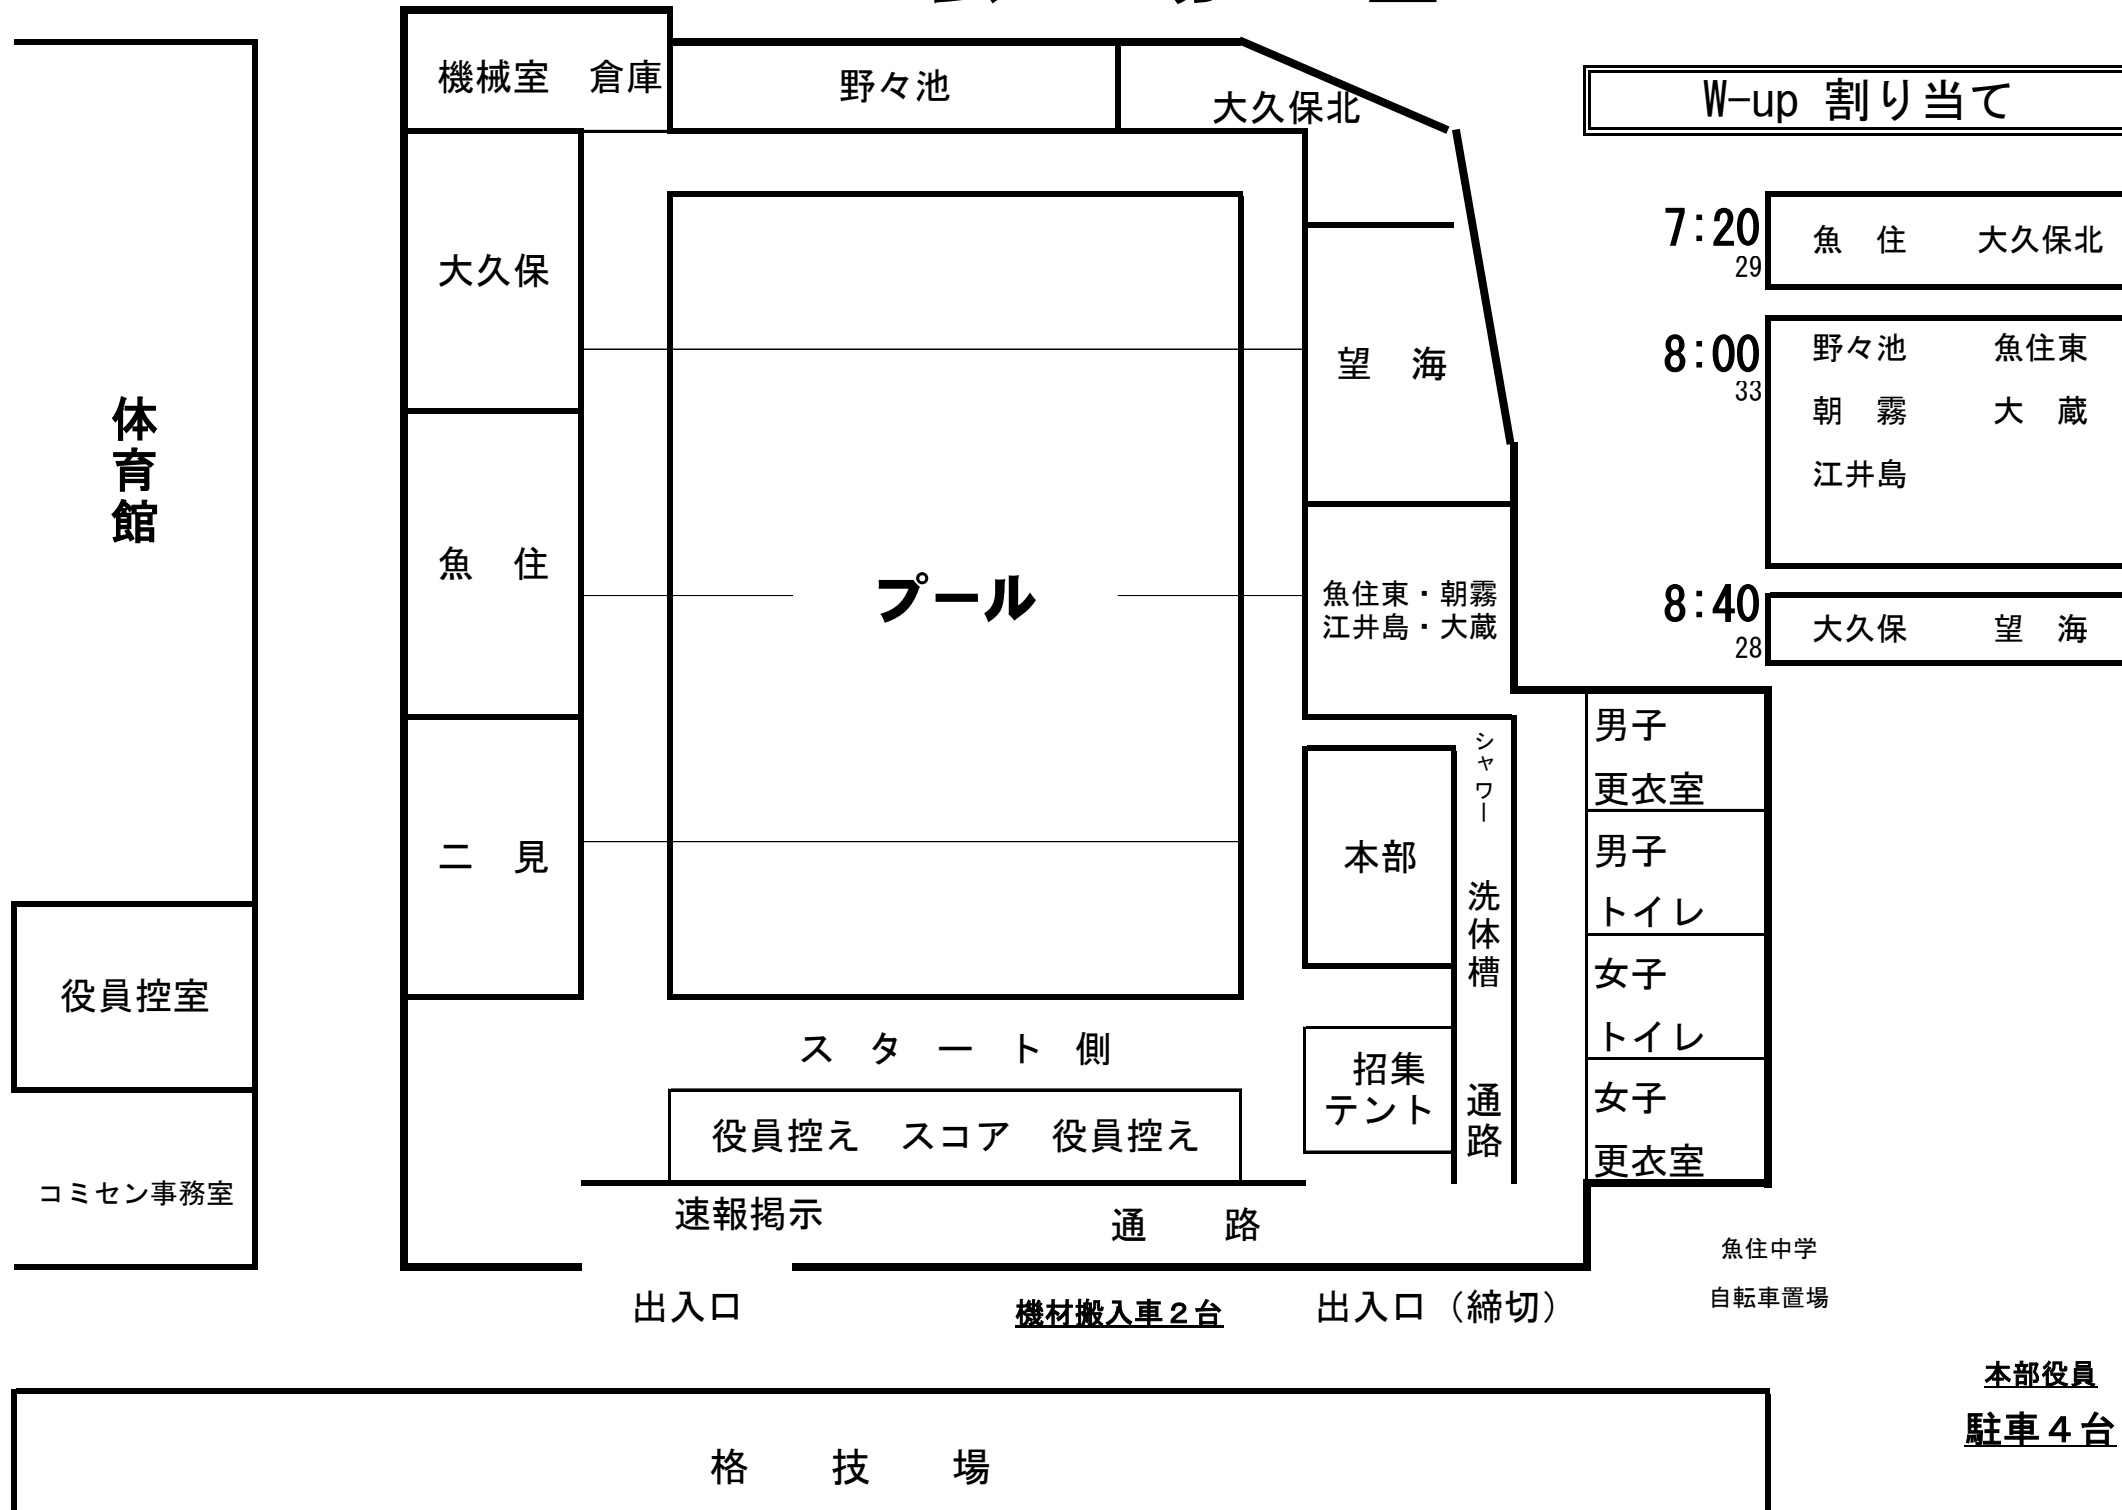 機械室　倉庫
野々池
大久保北
W-up 割り当て
7:20
29
魚　住　　大久保北
大久保
8:00
33
野々池　　魚住東
朝　霧　　大　蔵
江井島
望　海
体育館
魚　住
プール
魚住東・朝霧
江井島・大蔵
8:40
28
大久保　　望　海
男子
更衣室
シャワー
二　見
本部
男子
トイレ
洗体槽
女子
トイレ
役員控室
スタート側
招集
テント
通路
女子
更衣室
役員控え　スコア　役員控え
コミセン事務室
速報掲示
通　　路
魚住中学
自転車置場
出入口
機材搬入車２台
出入口（締切）
本部役員
駐車４台
格　　技　　場